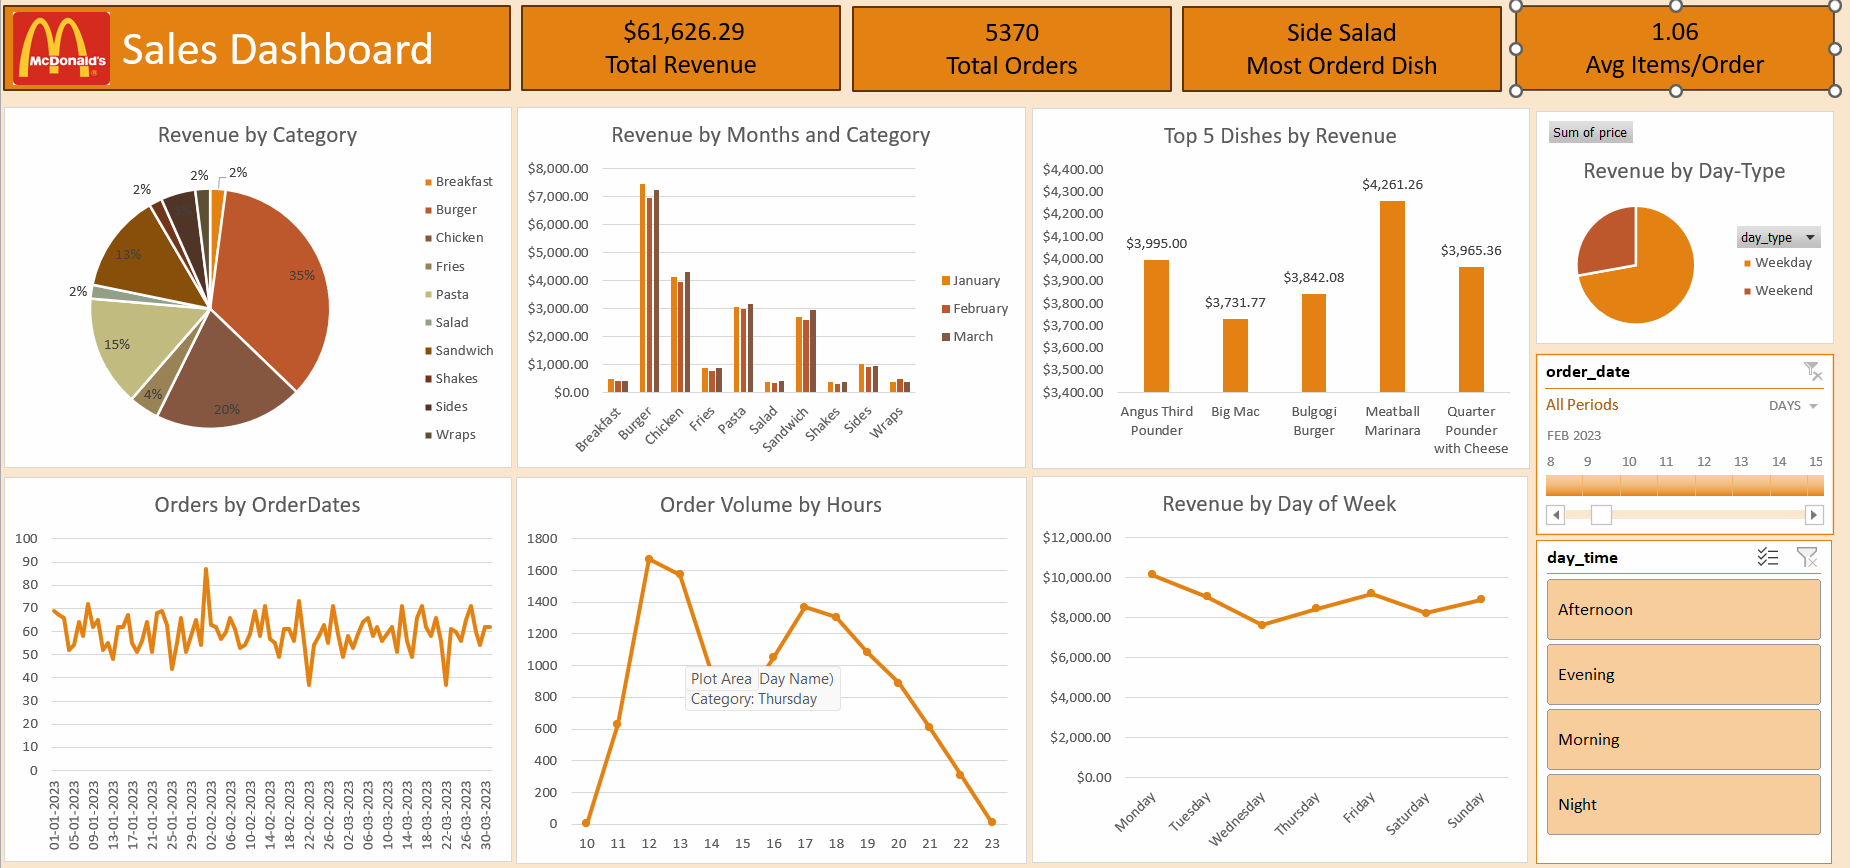 McDonald's
®
Sales Dashboard
$61,626.29
Total Revenue
5370
Total Orders
Side Salad
Most Orderd Dish
1.06
Avg Items/Order
Revenue by Category
2%
2%
2%
35%
20%
4%
15%
2%
13%
Breakfast
Burger
Chicken
Fries
Pasta
Salad
Sandwich
Shakes
Sides
Wraps
Revenue by Months and Category
$8,000.00
$7,000.00
$6,000.00
$5,000.00
$4,000.00
$3,000.00
$2,000.00
$1,000.00
$0.00
Breakfast
Burger
Chicken
Fries
Pasta
Salad
Sandwich
Shakes
Sides
Wraps
January
February
March
Top 5 Dishes by Revenue
$4,400.00
$4,300.00
$4,200.00
$4,100.00
$4,000.00
$3,900.00
$3,800.00
$3,700.00
$3,600.00
$3,500.00
$3,400.00
$3,995.00
$3,731.77
$3,842.08
$4,261.26
$3,965.36
Angus Third
Pounder
Big Mac
Bulgogi
Burger
Meatball
Marinara
Quarter
Pounder
with Cheese
Sum of price
Revenue by Day-Type
day_type
Weekday
Weekend
order_date
All Periods
DAYS
FEB 2023
8 9 10 11 12 13 14 15
day_time
Afternoon
Evening
Morning
Night
Orders by OrderDates
100
90
80
70
60
50
40
30
20
10
0
01-01-2023
05-01-2023
09-01-2023
13-01-2023
17-01-2023
21-01-2023
25-01-2023
29-01-2023
02-02-2023
06-02-2023
10-02-2023
14-02-2023
18-02-2023
22-02-2023
26-02-2023
02-03-2023
06-03-2023
10-03-2023
14-03-2023
18-03-2023
22-03-2023
26-03-2023
30-03-2023
Order Volume by Hours
1800
1600
1400
1200
1000
800
600
400
200
0
10 11 12 13 14 15 16 17 18 19 20 21 22 23
Plot Area
Day Name)
Category: Thursday
Revenue by Day of Week
$12,000.00
$10,000.00
$8,000.00
$6,000.00
$4,000.00
$2,000.00
$0.00
Monday
Tuesday
Wednesday
Thursday
Friday
Saturday
Sunday